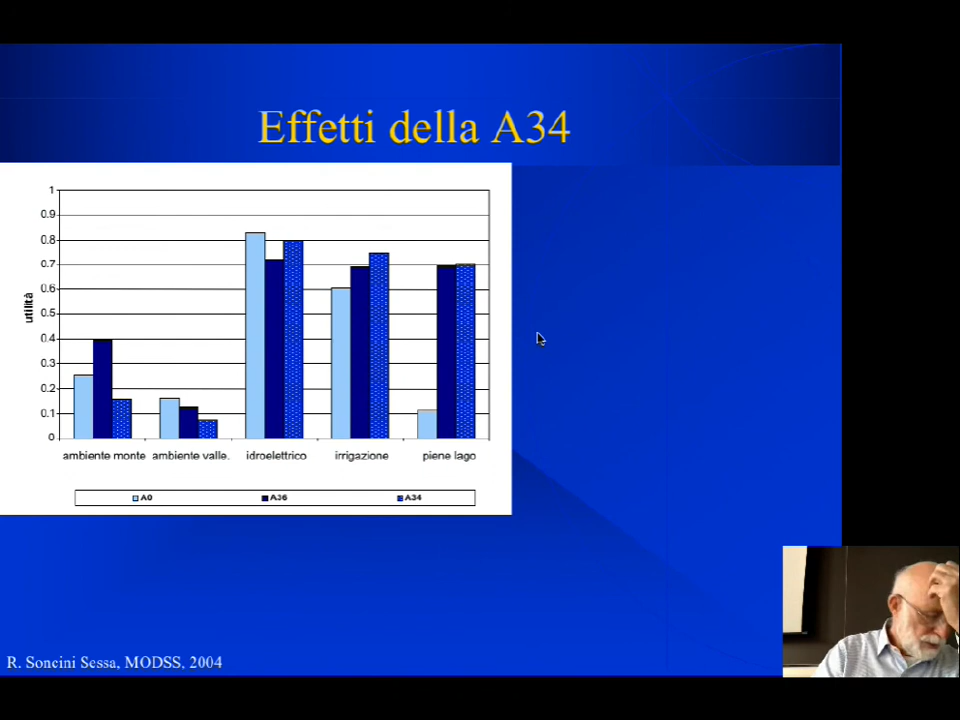 Effetti della A34
1
0.9
0.8
0.7
0.6
0.5
0.4
0.3
0.2
0.1
0
utilità
ambiente monte ambiente valle. idroelettrico irrigazione piene lago
A0 A36 A34
R. Soncini Sessa, MODSS, 2004